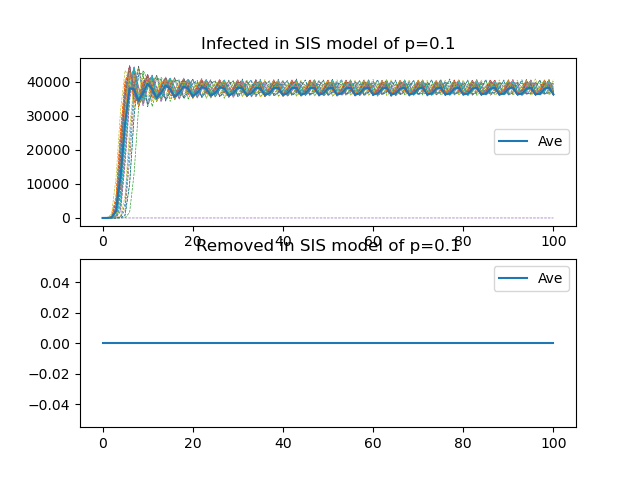 Infected in SIS model of p=0.1
40000
30000
20000
10000
0
Ave
0 20 40 60 80 100
Removed in SIS model of p=0.1
0.04
0.02
0.00
−0.02
−0.04
Ave
0 20 40 60 80 100